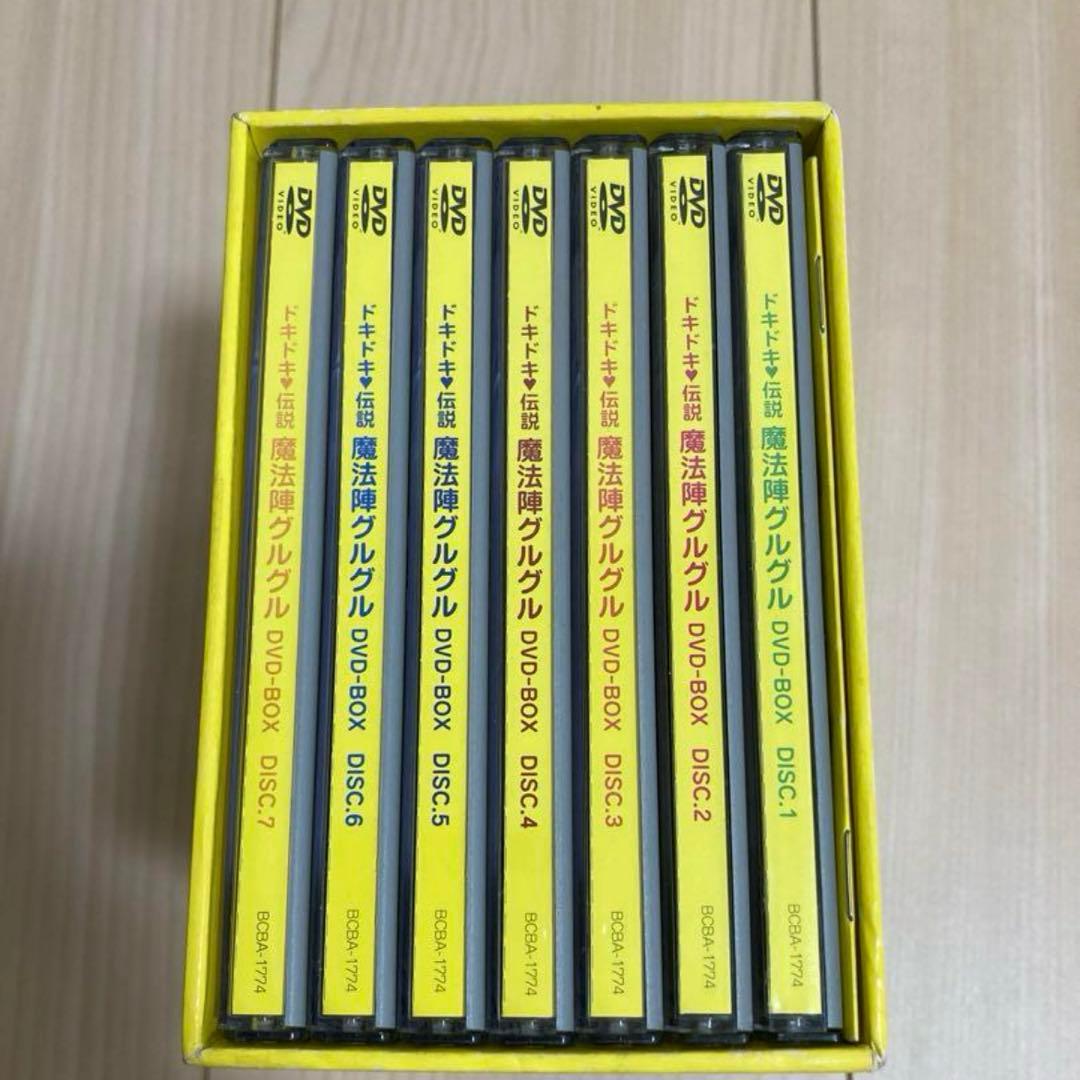 DVD VIDEO ドキドキ♥伝説 魔法陣グルグル DVD-BOX DISC.1 BCBA-1774
DVD VIDEO ドキドキ♥伝説 魔法陣グルグル DVD-BOX DISC.2 BCBA-1774
DVD VIDEO ドキドキ♥伝説 魔法陣グルグル DVD-BOX DISC.3 BCBA-1774
DVD VIDEO ドキドキ♥伝説 魔法陣グルグル DVD-BOX DISC.4 BCBA-1774
DVD VIDEO ドキドキ♥伝説 魔法陣グルグル DVD-BOX DISC.5 BCBA-1774
DVD VIDEO ドキドキ♥伝説 魔法陣グルグル DVD-BOX DISC.6 BCBA-1774
DVD VIDEO ドキドキ♥伝説 魔法陣グルグル DVD-BOX DISC.7 BCBA-1774